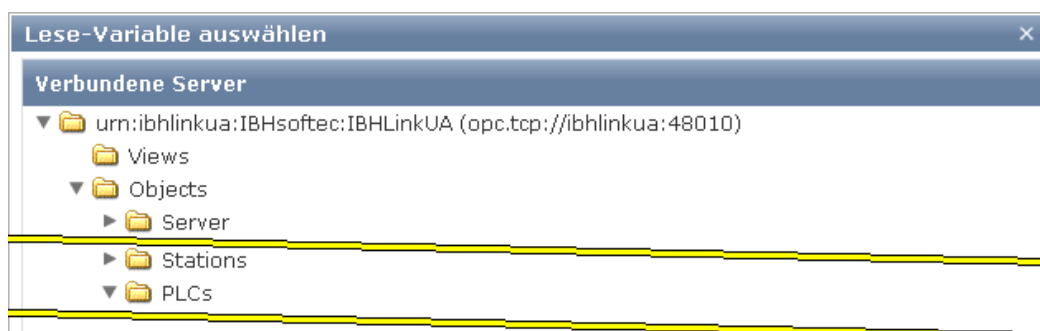 Lese-Variable auswählen
Verbundene Server
urn:ibhlinkua:IBHsoftec:IBHLinkUA (opc.tcp://ibhlinkua:48010)
Views
Objects
Server
Stations
PLCs